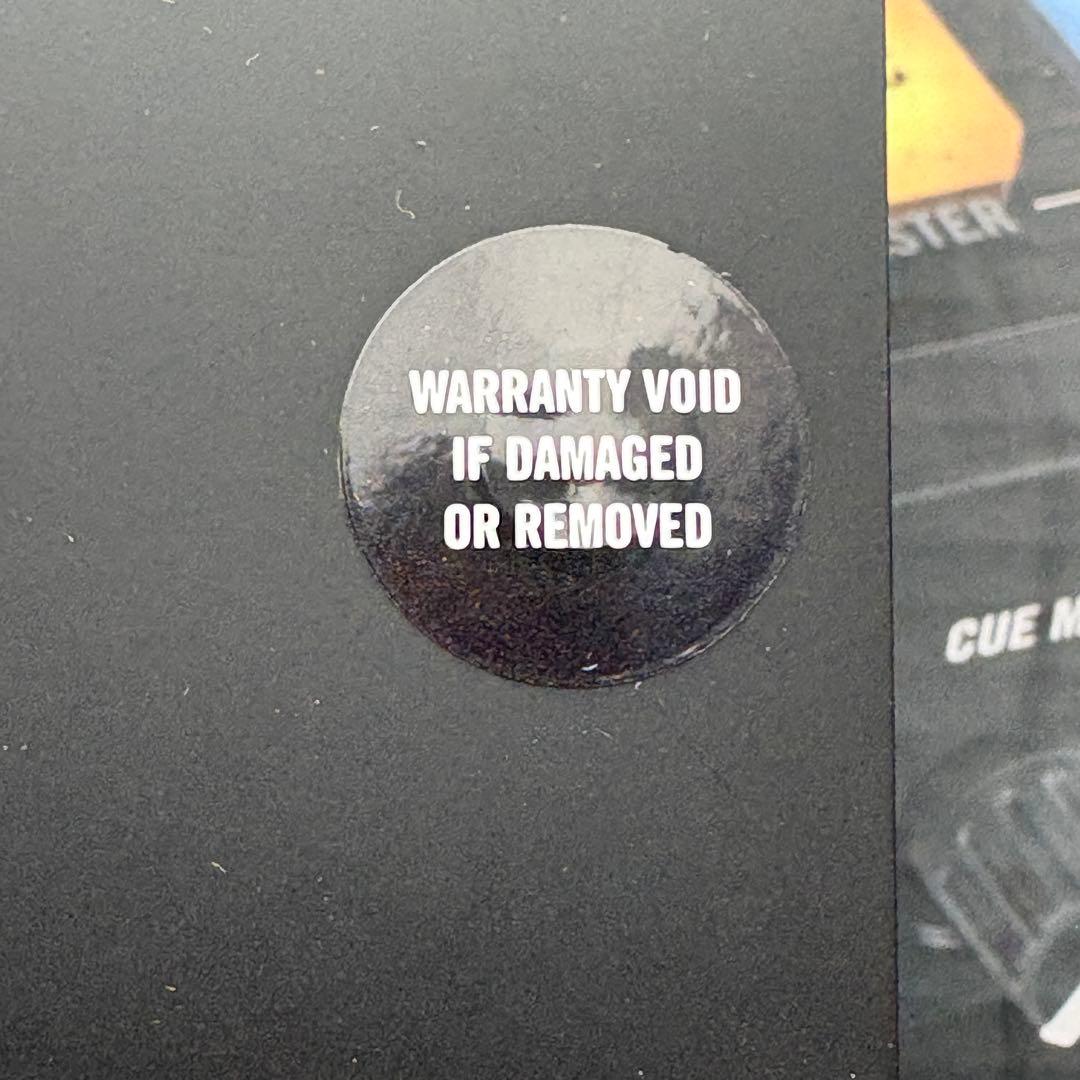 WARRANTY VOID
IF DAMAGED
OR REMOVED
STER
CUE M